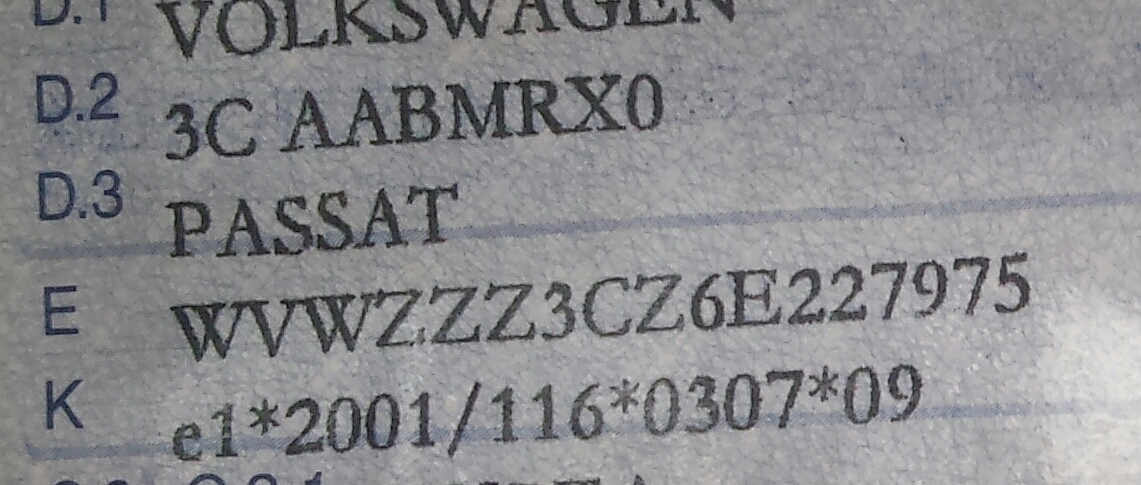 D.1 VOLKSWAGEN
D.2 3C AABMRX0
D.3 PASSAT
E WVWZZZ3CZ6E227975
K e1*2001/116*0307*09